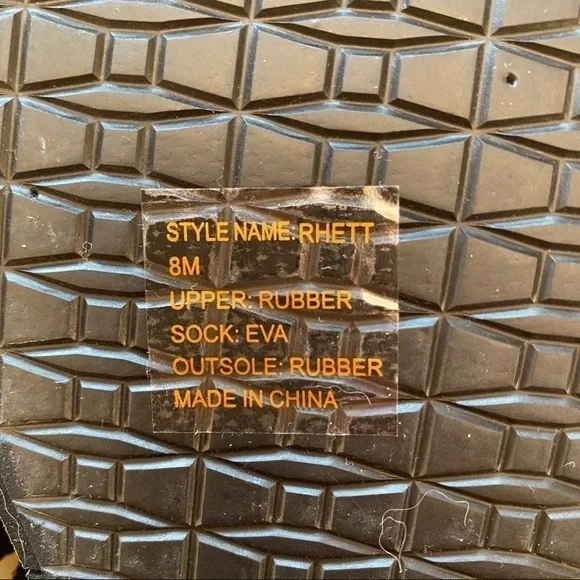 STYLE NAME: RHETT
8M
UPPER: RUBBER
SOCK: EVA
OUTSOLE: RUBBER
MADE IN CHINA